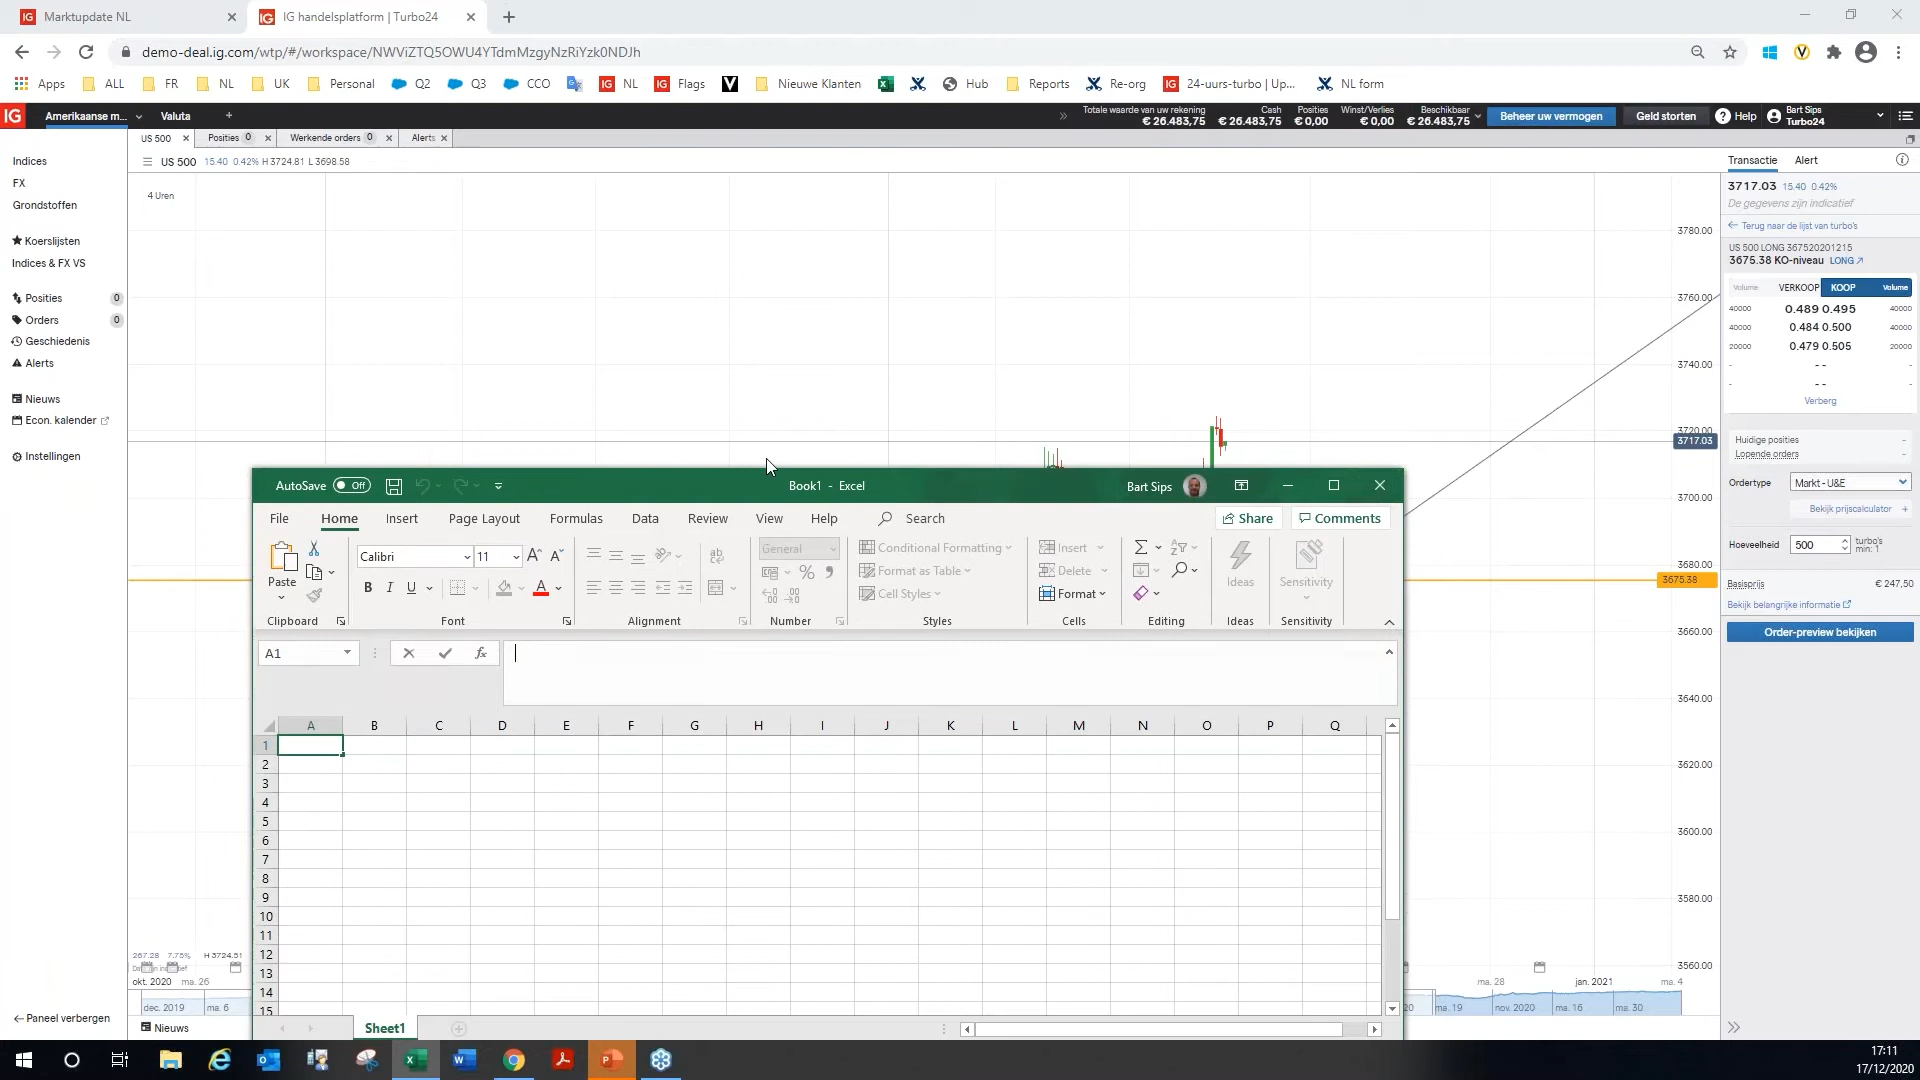 IG Marktupdate NL
IG IG handelsplatform | Turbo24
demo-deal.ig.com/wtp/#/workspace/NWViZTQ5OWU4YTdmMzgyNzRiYzk0NDJh
Apps ALL FR NL UK Personal Q2 Q3 CCO IG NL IG Flags V Nieuwe Klanten Hub Reports Re-org IG 24-uurs-turbo | Up... NL form
IG Amerikaanse m... Valuta +
Totale waarde van uw rekening Cash Posities Winst/Verlies Beschikbaar
€ 26.483,75 € 26.483,75 € 0,00 € 0,00 € 26.483,75
Beheer uw vermogen Geld storten Help Bart Sips
Turbo24
US 500 Posities 0 Werkende orders 0 Alerts
US 500 15.40 0.42% H 3724.81 L 3698.58
4 Uren
Indices
FX
Grondstoffen
Koerslijsten
Indices & FX VS
Posities 0
Orders 0
Geschiedenis
Alerts
Nieuws
Econ. kalender
Instellingen
Paneel verbergen
3780.00
3760.00
3740.00
3720.00
3717.03
3700.00
3680.00
3675.38
3660.00
3640.00
3620.00
3600.00
3580.00
3560.00
Transactie Alert
3717.03 15.40 0.42%
De gegevens zijn indicatief
Terug naar de lijst van turbo's
US 500 LONG 367520201215
3675.38 KO-niveau LONG
Volume VERKOOP KOOP Volume
40000 0.489 0.495 40000
40000 0.484 0.500 40000
20000 0.479 0.505 20000
- - - -
- - - -
Verberg
Huidige posities -
Lopende orders -
Ordertype Markt - U&E
Bekijk prijscalculator +
Hoeveelheid 500 turbo's
min: 1
Basisprijs € 247,50
Bekijk belangrijke informatie
Order-preview bekijken
AutoSave Off Book1 - Excel Bart Sips
File Home Insert Page Layout Formulas Data Review View Help Search Share Comments
Paste
Calibri 11
B I U A
General
% 9
Conditional Formatting
Format as Table
Cell Styles
Insert
Delete
Format
Ideas
Sensitivity
Clipboard Font Alignment Number Styles Cells Editing Ideas Sensitivity
A1 fx
A B C D E F G H I J K L M N O P Q
1
2
3
4
5
6
7
8
9
10
11
12
13
14
15
Sheet1
267.28 7.75% H 3724.51
okt. 2020 ma. 26 ma. 28 jan. 2021 ma. 4
dec. 2019 ma. 6 20 ma. 19 nov. 2020 ma. 16 ma. 30
Nieuws
17:11
17/12/2020